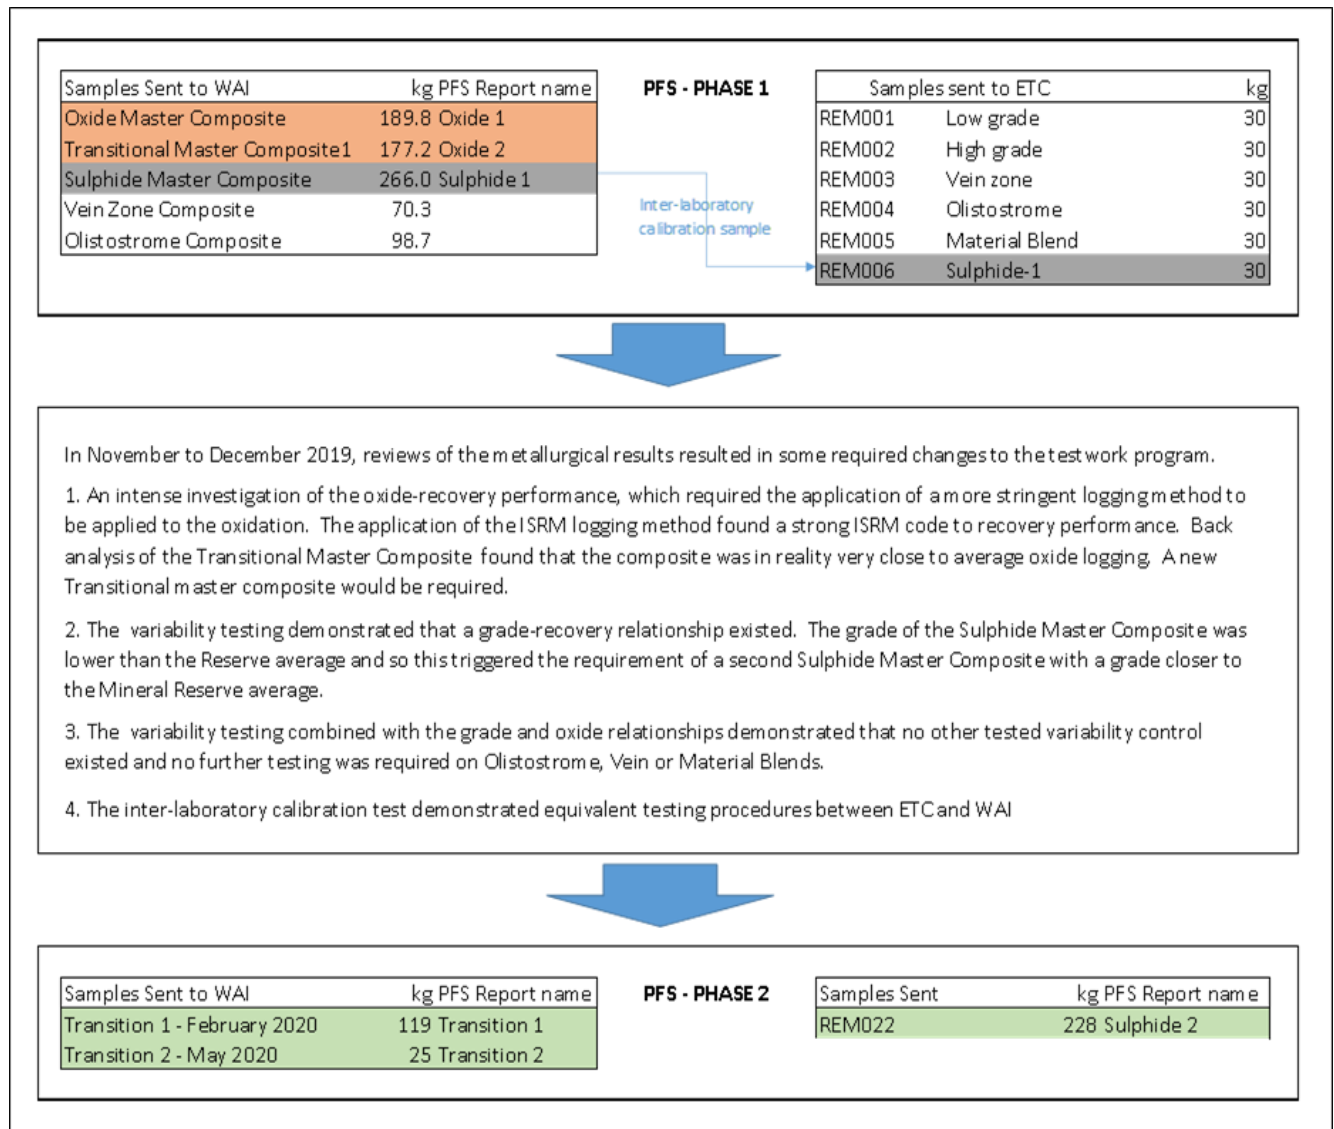 Samples Sent to WAI kg PFS Report name
Oxide Master Composite 189.8 Oxide 1
Transitional Master Composite1 177.2 Oxide 2
Sulphide Master Composite 266.0 Sulphide 1
Vein Zone Composite 70.3
Olistostrome Composite 98.7
PFS - PHASE 1
Inter-laboratory
calibration sample
Samples sent to ETC kg
REM001 Low grade 30
REM002 High grade 30
REM003 Vein zone 30
REM004 Olistostrome 30
REM005 Material Blend 30
REM006 Sulphide-1 30
In November to December 2019, reviews of the metallurgical results resulted in some required changes to the testwork program.
1. An intense investigation of the oxide-recovery performance, which required the application of a more stringent logging method to
be applied to the oxidation. The application of the ISRM logging method found a strong ISRM code to recovery performance. Back
analysis of the Transitional Master Composite found that the composite was in reality very close to average oxide logging. A new
Transitional master composite would be required.
2. The variability testing demonstrated that a grade-recovery relationship existed. The grade of the Sulphide Master Composite was
lower than the Reserve average and so this triggered the requirement of a second Sulphide Master Composite with a grade closer to
the Mineral Reserve average.
3. The variability testing combined with the grade and oxide relationships demonstrated that no other tested variability control
existed and no further testing was required on Olistostrome, Vein or Material Blends.
4. The inter-laboratory calibration test demonstrated equivalent testing procedures between ETC and WAI
Samples Sent to WAI kg PFS Report name
Transition 1 - February 2020 119 Transition 1
Transition 2 - May 2020 25 Transition 2
PFS - PHASE 2
Samples Sent kg PFS Report name
REM022 228 Sulphide 2